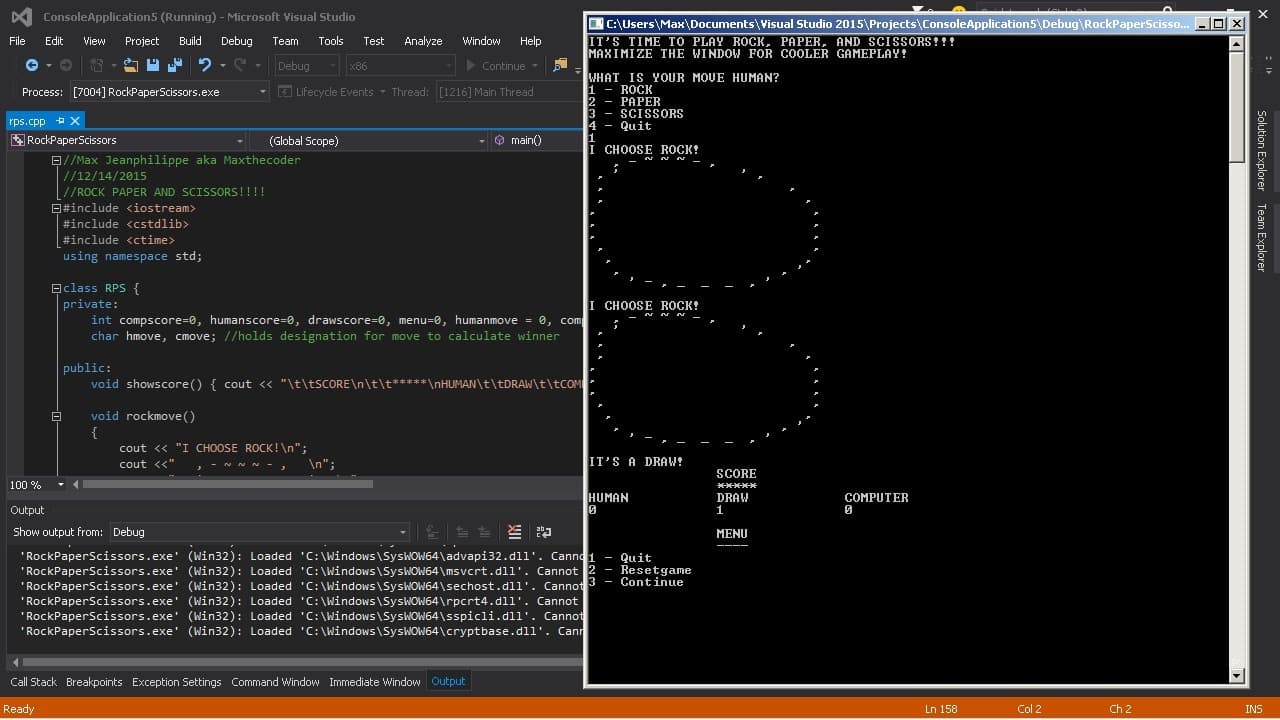 ConsoleApplication5 (Running) - Microsoft Visual Studio
Edit View Project Build Debug Team Tools Test Analyze Window Help
Debug x86 Continue
Process: [7004] RockPaperScissors.exe Lifecycle Events Thread: [1216] Main Thread
rps.cpp
RockPaperScissors (Global Scope) main()
//Max Jeanphilippe aka Maxthecoder
//12/14/2015
//ROCK PAPER AND SCISSORS!!!!
#include <iostream>
#include <cstdlib>
#include <ctime>
using namespace std;
class RPS {
private:
int compscore=0, humanscore=0, drawscore=0, menu=0, humanmove = 0, comp
char hmove, cmove; //holds designation for move to calculate winner
public:
void showscore() { cout << "\t\tSCORE\n\t\t*****\nHUMAN\t\tDRAW\t\tCOM
void rockmove()
{
cout << "I CHOOSE ROCK!\n";
cout <<"   , - ~ ~ ~ - ,   \n";
100 %
Output
Show output from: Debug
'RockPaperScissors.exe' (Win32): Loaded 'C:\Windows\SysWOW64\advapi32.dll'. Cannot
'RockPaperScissors.exe' (Win32): Loaded 'C:\Windows\SysWOW64\msvcrt.dll'. Cannot
'RockPaperScissors.exe' (Win32): Loaded 'C:\Windows\SysWOW64\sechost.dll'. Cannot
'RockPaperScissors.exe' (Win32): Loaded 'C:\Windows\SysWOW64\rpcrt4.dll'. Cannot
'RockPaperScissors.exe' (Win32): Loaded 'C:\Windows\SysWOW64\sspicli.dll'. Cannot
'RockPaperScissors.exe' (Win32): Loaded 'C:\Windows\SysWOW64\cryptbase.dll'. Cann
Call Stack Breakpoints Exception Settings Command Window Immediate Window Output
Ready Ln 158 Col 2 Ch 2 INS
C:\Users\Max\Documents\Visual Studio 2015\Projects\ConsoleApplication5\Debug\RockPaperScisso...
IT'S TIME TO PLAY ROCK, PAPER, AND SCISSORS!!!
MAXIMIZE THE WINDOW FOR COOLER GAMEPLAY!
WHAT IS YOUR MOVE HUMAN?
1 - ROCK
2 - PAPER
3 - SCISSORS
4 - Quit
1
I CHOOSE ROCK!
I CHOOSE ROCK!
IT'S A DRAW!
SCORE
*****
HUMAN DRAW COMPUTER
0 1 0
MENU
----
1 - Quit
2 - Resetgame
3 - Continue
Solution Explorer
Team Explorer